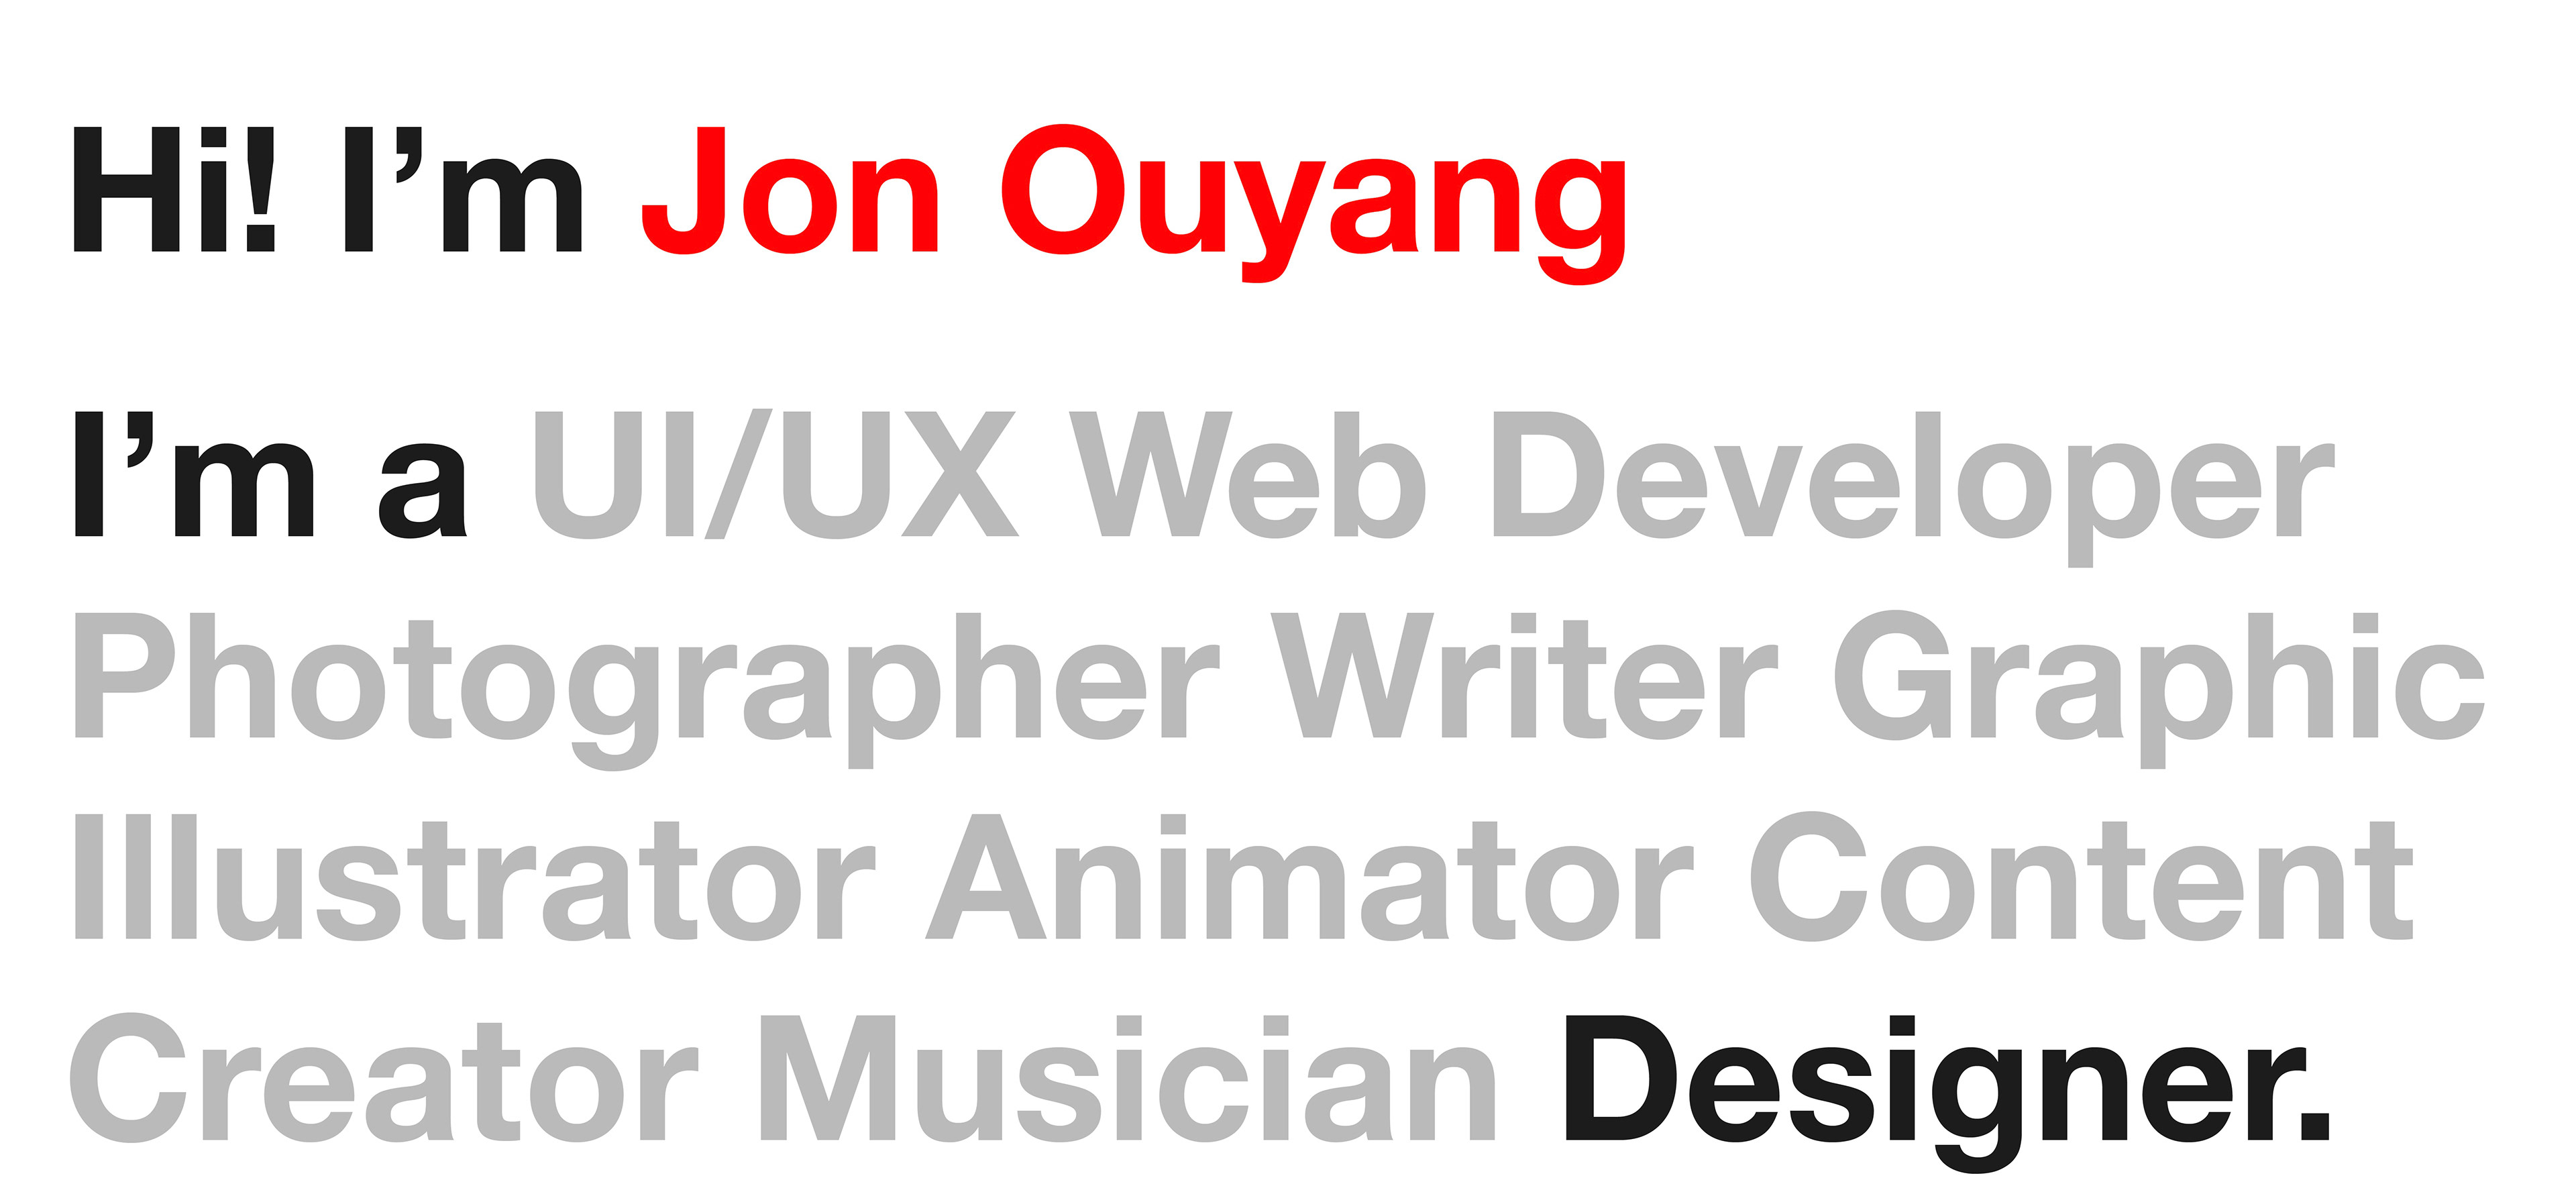 Hi! I’m Jon Ouyang
I’m a UI/UX Web Developer
Photographer Writer Graphic
Illustrator Animator Content
Creator Musician Designer.